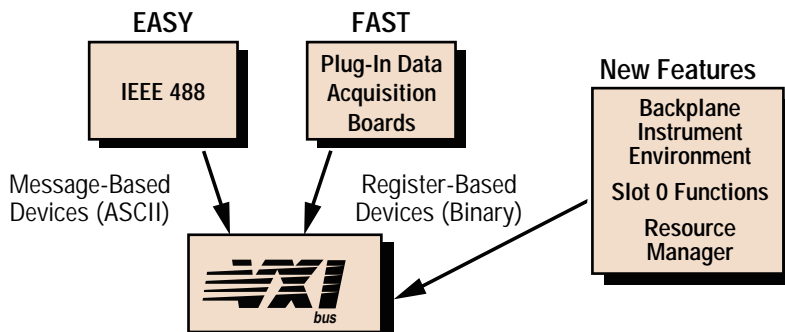 EASY
IEEE 488
FAST
Plug-In Data
Acquisition
Boards
New Features
Backplane
Instrument
Environment
Slot 0 Functions
Resource
Manager
Message-Based
Devices (ASCII)
Register-Based
Devices (Binary)
VXI
bus